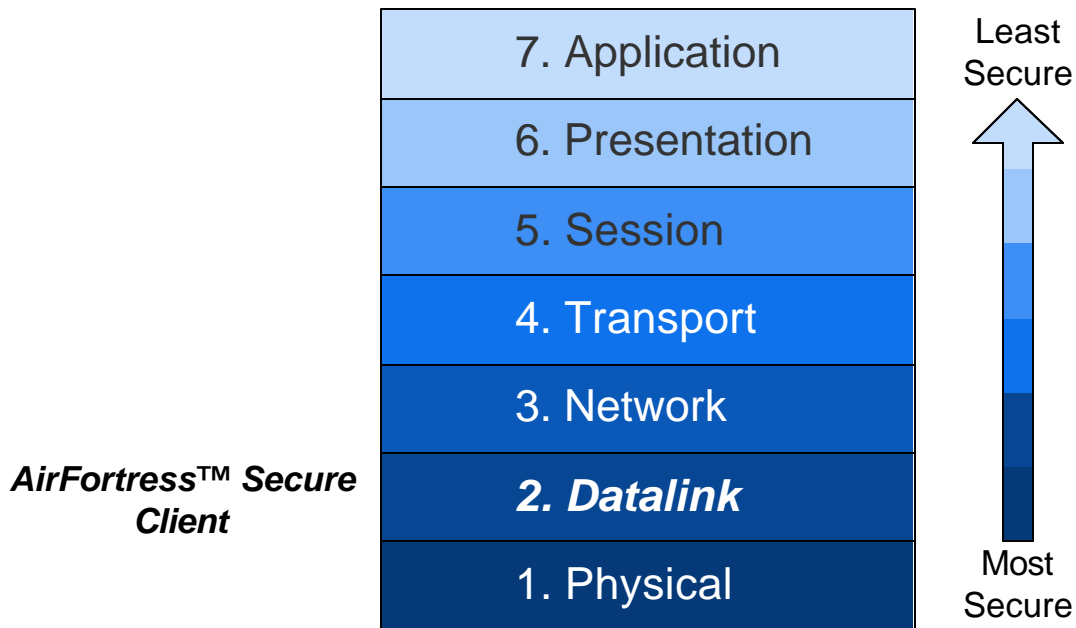 7. Application
6. Presentation
5. Session
4. Transport
3. Network
2. Datalink
1. Physical
AirFortress™ Secure
Client
Least
Secure
Most
Secure